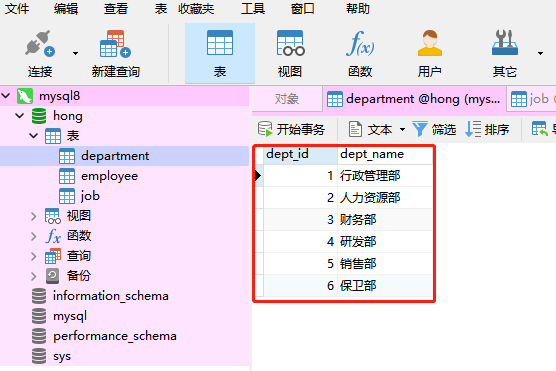 文件 编辑 查看 表 收藏夹 工具 窗口 帮助
连接 新建查询 表 视图 f(x) 函数 用户 其它
mysql8
hong
表
department
employee
job
视图
fx 函数
查询
备份
information_schema
mysql
performance_schema
sys
对象 department @hong (mys... job
开始事务 文本 筛选 排序
dept_id dept_name
1 行政管理部
2 人力资源部
3 财务部
4 研发部
5 销售部
6 保卫部